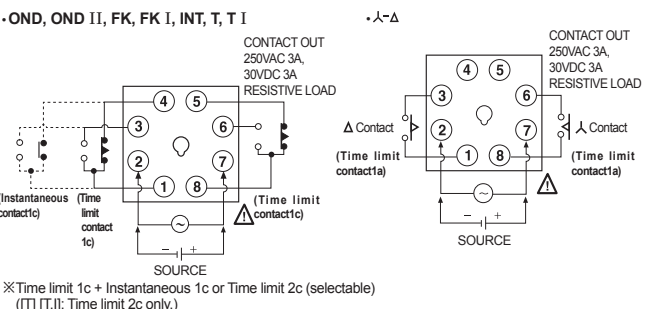 ·OND, OND II, FK, FK I, INT, T, T I
CONTACT OUT
250VAC 3A,
30VDC 3A
RESISTIVE LOAD
4 5
3 6
2 7
1 8
(Instantaneous
contact1c)
(Time
limit
contact
1c)
(Time limit
contact1c)
~
− +
SOURCE
·⅄-Δ
CONTACT OUT
250VAC 3A,
30VDC 3A
RESISTIVE LOAD
4 5
3 6
2 7
1 8
Δ Contact
(Time limit
contact1a)
⅄ Contact
(Time limit
contact1a)
~
− +
SOURCE
※Time limit 1c + Instantaneous 1c or Time limit 2c (selectable)
([T] [T.I]: Time limit 2c only.)